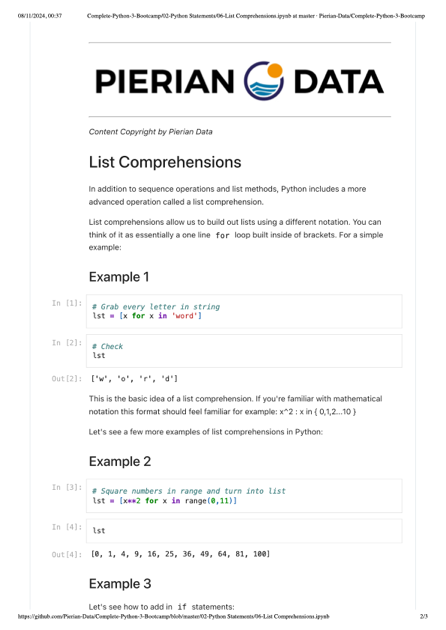 08/11/2024, 00:37 Complete-Python-3-Bootcamp/02-Python Statements/06-List Comprehensions.ipynb at master · Pierian-Data/Complete-Python-3-Bootcamp
PIERIAN DATA
Content Copyright by Pierian Data
List Comprehensions
In addition to sequence operations and list methods, Python includes a more
advanced operation called a list comprehension.
List comprehensions allow us to build out lists using a different notation. You can
think of it as essentially a one line for loop built inside of brackets. For a simple
example:
Example 1
In [1]: # Grab every letter in string
lst = [x for x in 'word']
In [2]: # Check
lst
Out[2]: ['w', 'o', 'r', 'd']
This is the basic idea of a list comprehension. If you're familiar with mathematical
notation this format should feel familiar for example: x^2 : x in { 0,1,2...10 }
Let's see a few more examples of list comprehensions in Python:
Example 2
In [3]: # Square numbers in range and turn into list
lst = [x**2 for x in range(0,11)]
In [4]: lst
Out[4]: [0, 1, 4, 9, 16, 25, 36, 49, 64, 81, 100]
Example 3
Let's see how to add in if statements:
https://github.com/Pierian-Data/Complete-Python-3-Bootcamp/blob/master/02-Python Statements/06-List Comprehensions.ipynb 2/3